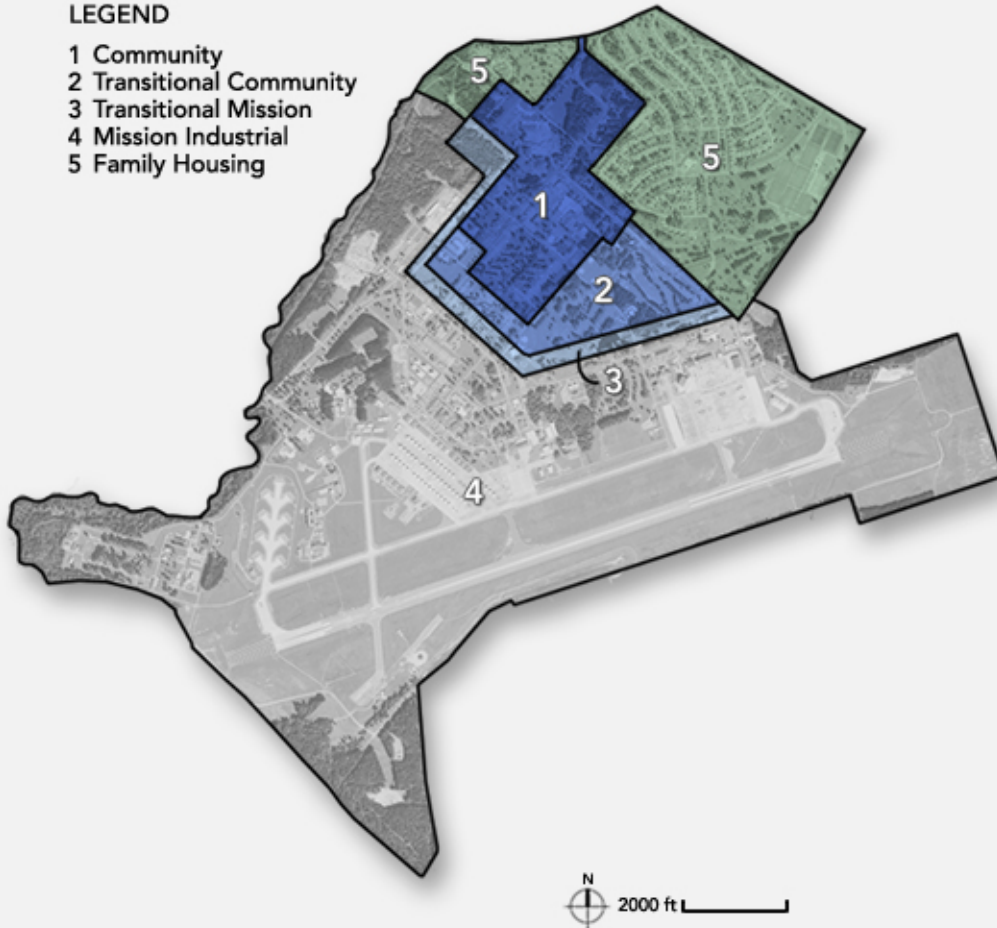 LEGEND
1 Community
2 Transitional Community
3 Transitional Mission
4 Mission Industrial
5 Family Housing
5
5
1
2
3
4
N
2000 ft